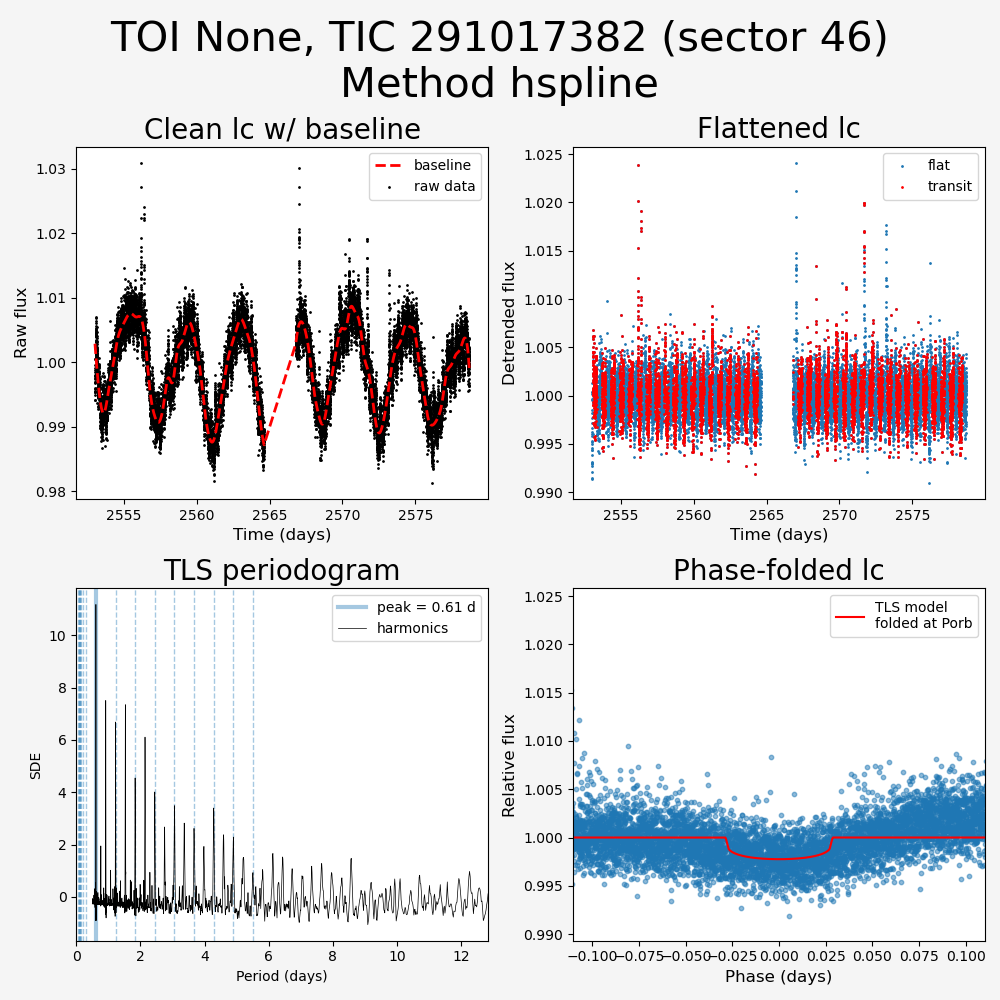 TOI None, TIC 291017382 (sector 46)
Method hspline
Clean lc w/ baseline
baseline
raw data
Raw flux
1.03
1.02
1.01
1.00
0.99
0.98
2555
2560
2565
2570
2575
Time (days)
Flattened lc
flat
transit
Detrended flux
1.025
1.020
1.015
1.010
1.005
1.000
0.995
0.990
2555
2560
2565
2570
2575
Time (days)
TLS periodogram
peak = 0.61 d
harmonics
SDE
10
8
6
4
2
0
0
2
4
6
8
10
12
Period (days)
Phase-folded lc
TLS model
folded at Porb
Relative flux
1.025
1.020
1.015
1.010
1.005
1.000
0.995
0.990
−0.100
−0.075
−0.050
−0.025
0.000
0.025
0.050
0.075
0.100
Phase (days)